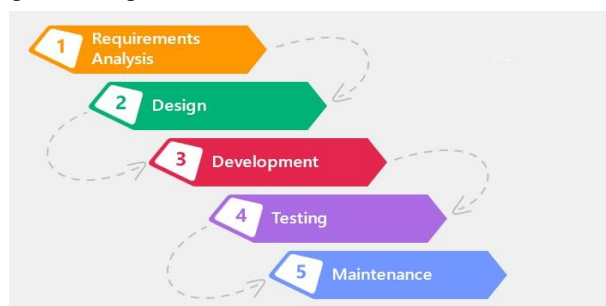 1 Requirements
Analysis
2 Design
3 Development
4 Testing
5 Maintenance